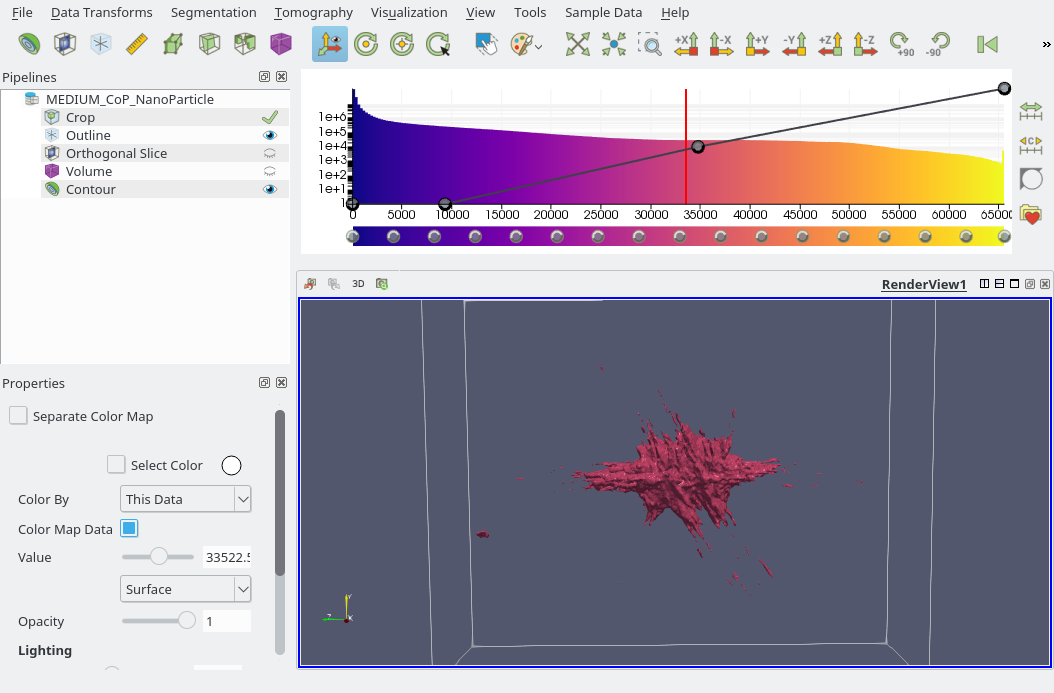 File Data Transforms Segmentation Tomography Visualization View Tools Sample Data Help
+X -X +Y -Y +Z -Z +90 -90 »
Pipelines
MEDIUM_CoP_NanoParticle
Crop
Outline
Orthogonal Slice
Volume
Contour
1e+6
1e+5
1e+4
1e+3
1e+2
1e+1
1
0 5000 10000 15000 20000 25000 30000 35000 40000 45000 50000 55000 60000 6500
C
3D RenderView1
Properties
Separate Color Map
Select Color
Color By This Data
Color Map Data
Value 33522.5
Surface
Opacity 1
Lighting
Y
Z
X